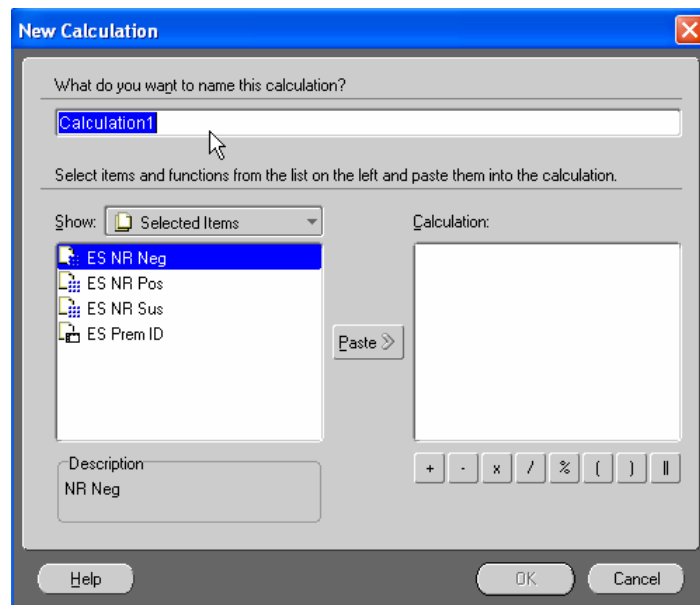 New Calculation
What do you want to name this calculation?
Calculation1
Select items and functions from the list on the left and paste them into the calculation.
Show: Selected Items
Calculation:
ES NR Neg
ES NR Pos
ES NR Sus
ES Prem ID
Paste
+ - x / % ( ) ||
Description
NR Neg
Help OK Cancel